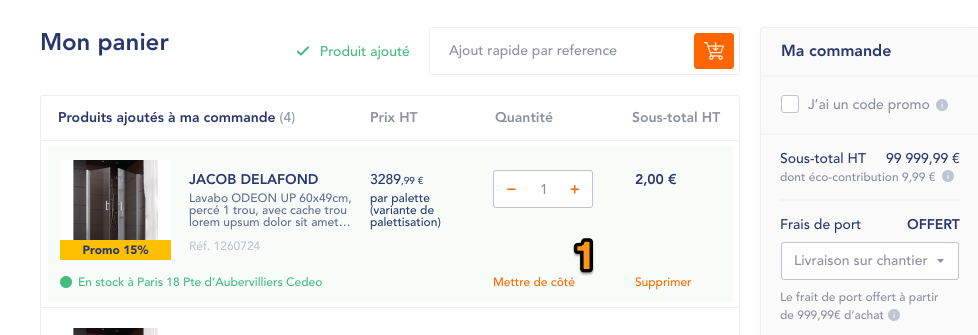 Mon panier
Produit ajouté
Ajout rapide par reference
Ma commande
J'ai un code promo
Produits ajoutés à ma commande (4)
Prix HT
Quantité
Sous-total HT
JACOB DELAFOND
Lavabo ODEON UP 60x49cm,
percé 1 trou, avec cache trou
lorem upsum dolor sit amet…
Réf. 1260724
Promo 15%
3289,99 €
par palette
(variante de
palettisation)
− 1 +
2,00 €
En stock à Paris 18 Pte d'Aubervilliers Cedeo
Mettre de côté
1
Supprimer
Sous-total HT 99 999,99 €
dont éco-contribution 9,99 €
Frais de port OFFERT
Livraison sur chantier
Le frait de port offert à partir
de 999,99€ d'achat